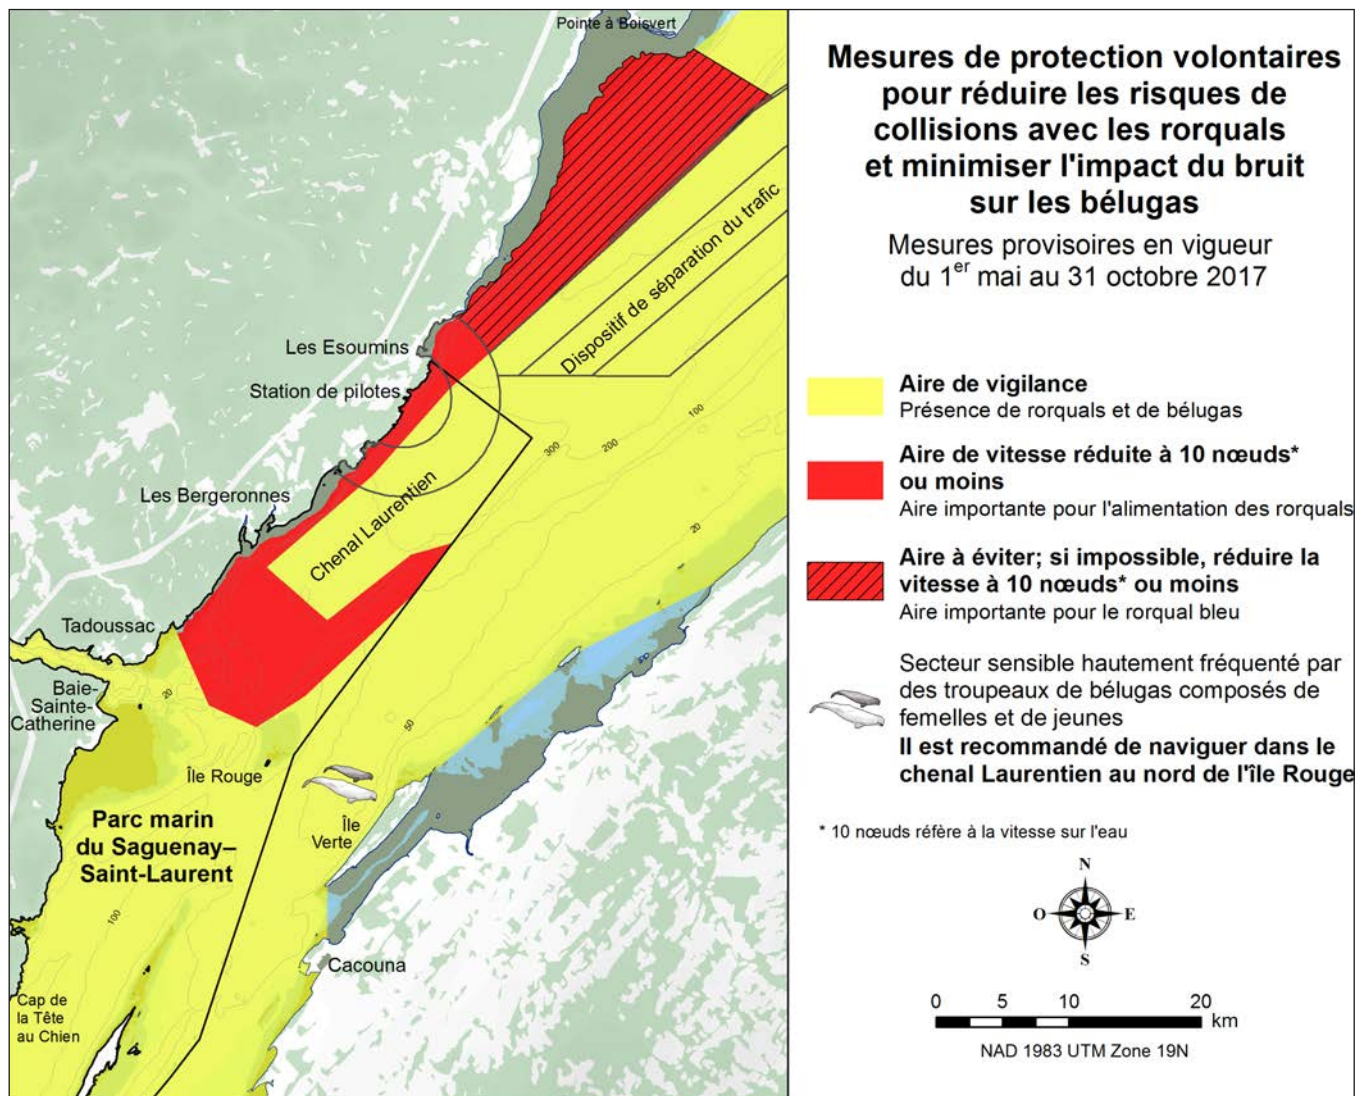 Pointe à Boisvert
Dispositif de séparation du trafic
Les Esoumins
Station de pilotes
100
200
300
Les Bergeronnes
Chenal Laurentien
20
Tadoussac
20
Baie-
Sainte-
Catherine
50
Île Rouge
Île
Verte
Parc marin
du Saguenay–
Saint-Laurent
100
Cacouna
Cap de
la Tête
au Chien
Mesures de protection volontaires
pour réduire les risques de
collisions avec les rorquals
et minimiser l'impact du bruit
sur les bélugas
Mesures provisoires en vigueur
du 1er mai au 31 octobre 2017
Aire de vigilance
Présence de rorquals et de bélugas
Aire de vitesse réduite à 10 nœuds*
ou moins
Aire importante pour l'alimentation des rorquals
Aire à éviter; si impossible, réduire la
vitesse à 10 nœuds* ou moins
Aire importante pour le rorqual bleu
Secteur sensible hautement fréquenté par
des troupeaux de bélugas composés de
femelles et de jeunes
Il est recommandé de naviguer dans le
chenal Laurentien au nord de l'île Rouge
* 10 nœuds réfère à la vitesse sur l'eau
N
O E
S
0 5 10 20
km
NAD 1983 UTM Zone 19N